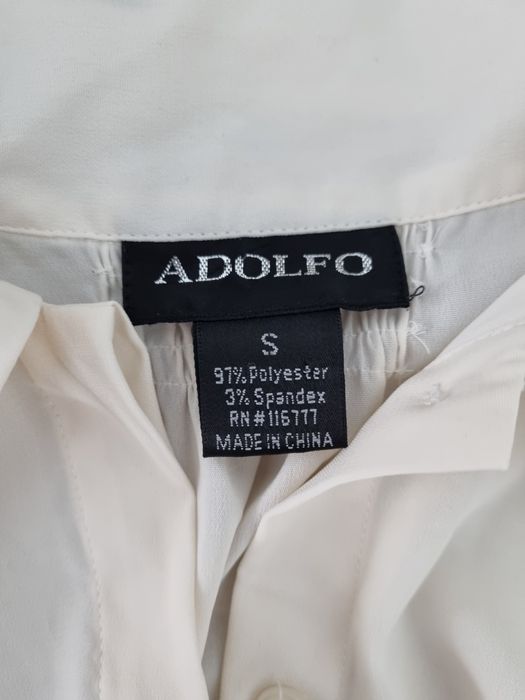 ADOLFO
S
97% Polyester
3% Spandex
RN#116777
MADE IN CHINA